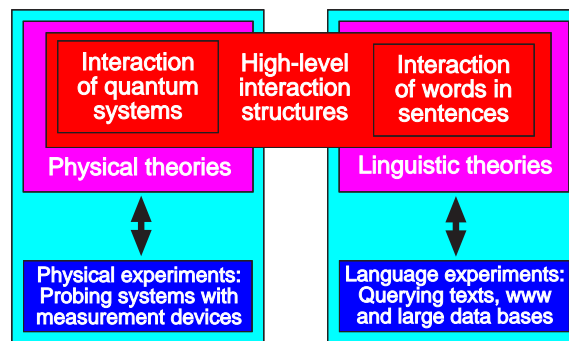 Interaction
of quantum
systems
High-level
interaction
structures
Interaction
of words in
sentences
Physical theories
Linguistic theories
Physical experiments:
Probing systems with
measurement devices
Language experiments:
Querying texts, www
and large data bases